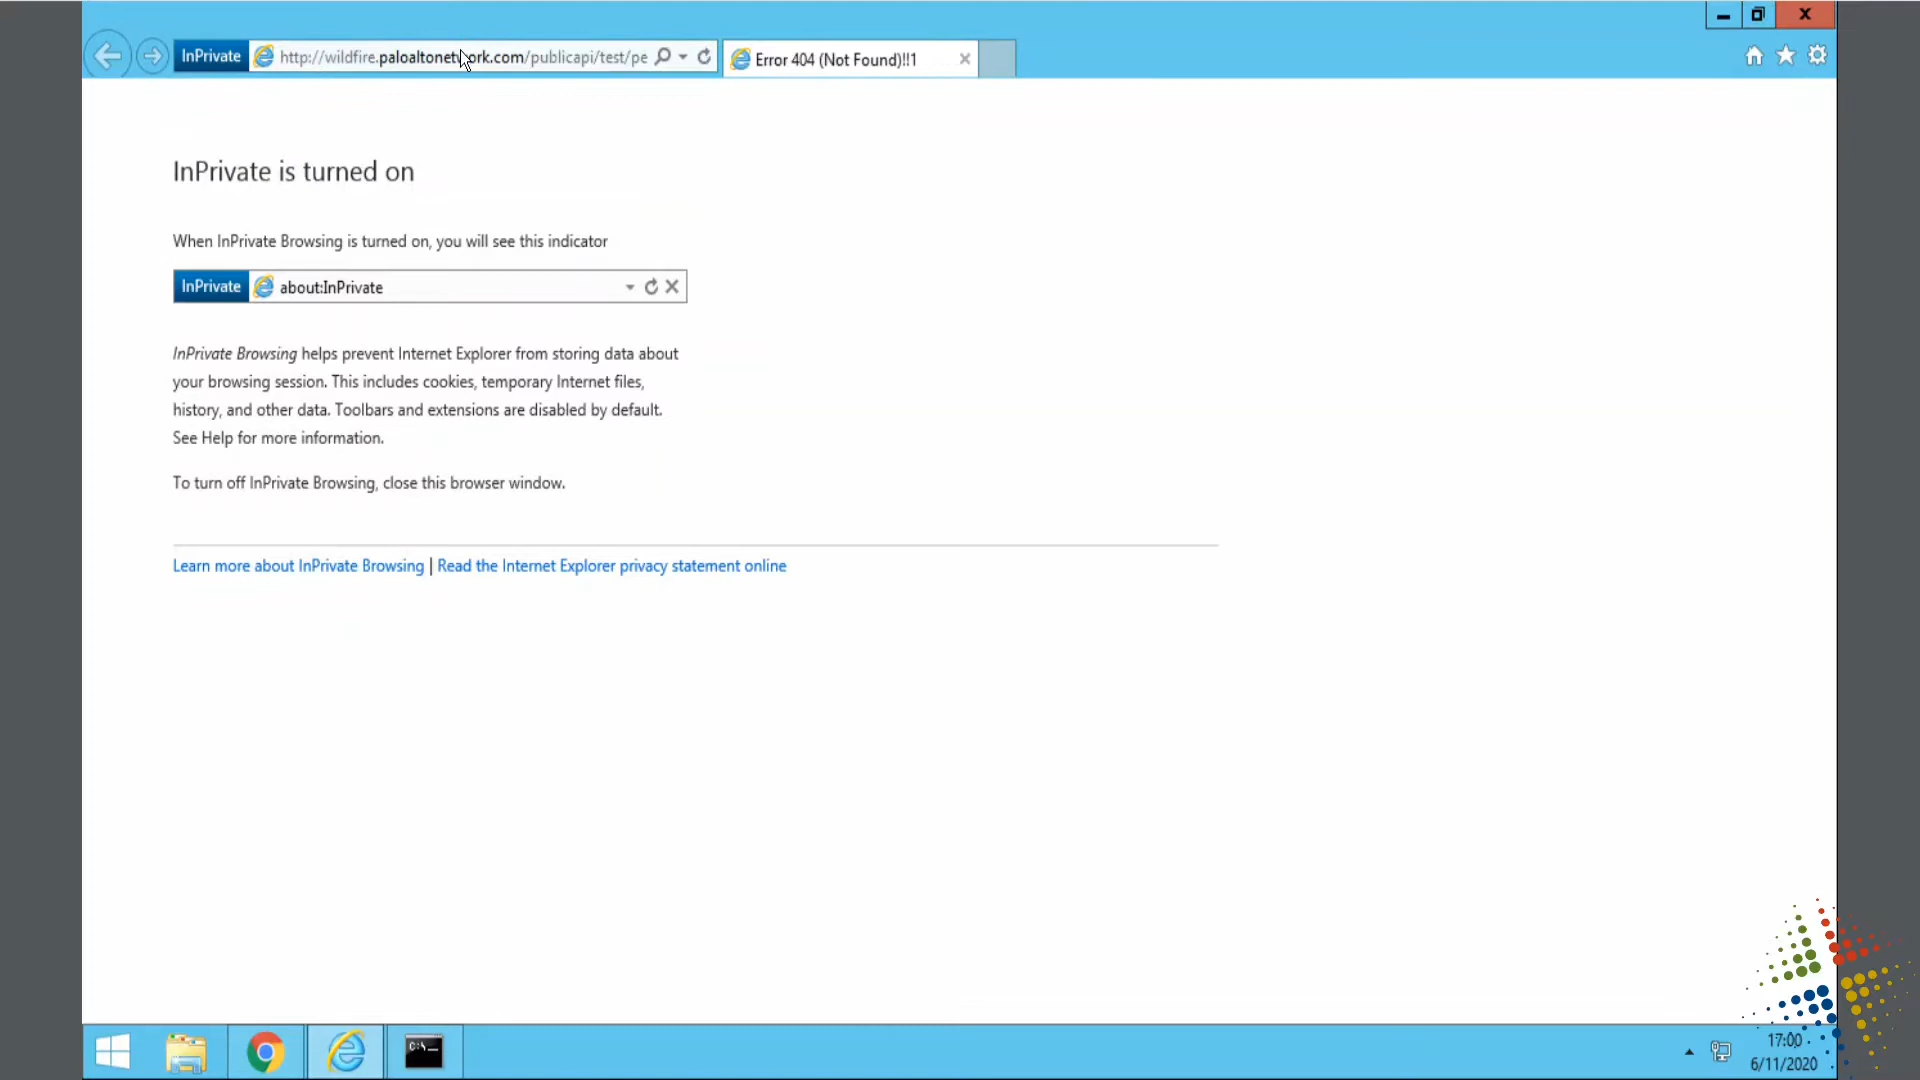 InPrivate http://wildfire.paloaltonetwork.com/publicapi/test/pe Error 404 (Not Found)!!1
InPrivate is turned on
When InPrivate Browsing is turned on, you will see this indicator
InPrivate about:InPrivate
InPrivate Browsing helps prevent Internet Explorer from storing data about
your browsing session. This includes cookies, temporary Internet files,
history, and other data. Toolbars and extensions are disabled by default.
See Help for more information.
To turn off InPrivate Browsing, close this browser window.
Learn more about InPrivate Browsing | Read the Internet Explorer privacy statement online
C:\
17:00
6/11/2020